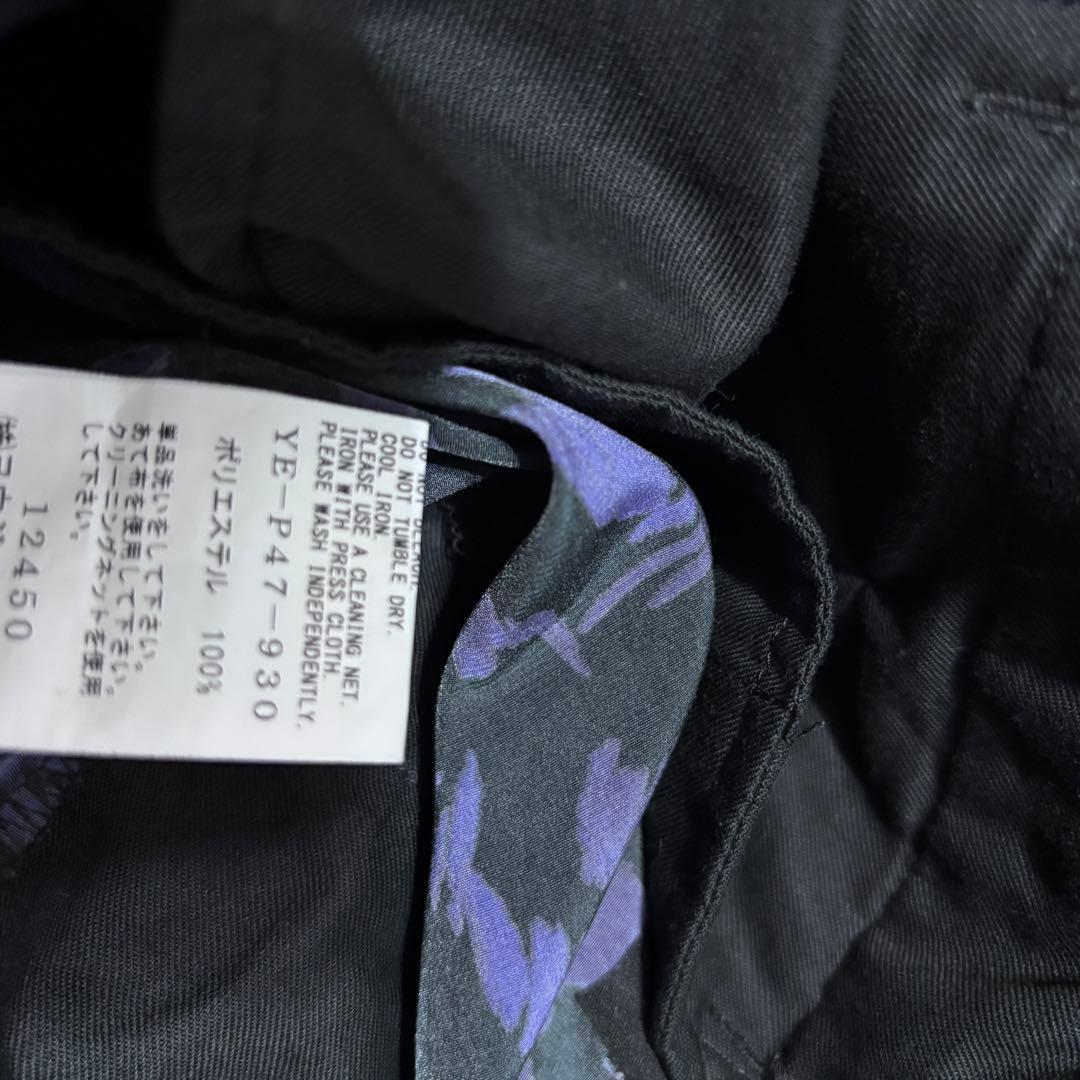 DO NOT TUMBLE DRY.
COOL IRON.
PLEASE USE A CLEANING NET.
IRON WITH PRESS CLOTH.
PLEASE WASH INDEPENDENTLY.
YE-P47-930
ポリエステル 100%
単品洗いをして下さい。
あて布を使用して下さい。
クリーニングネットを使用
して下さい。
12450